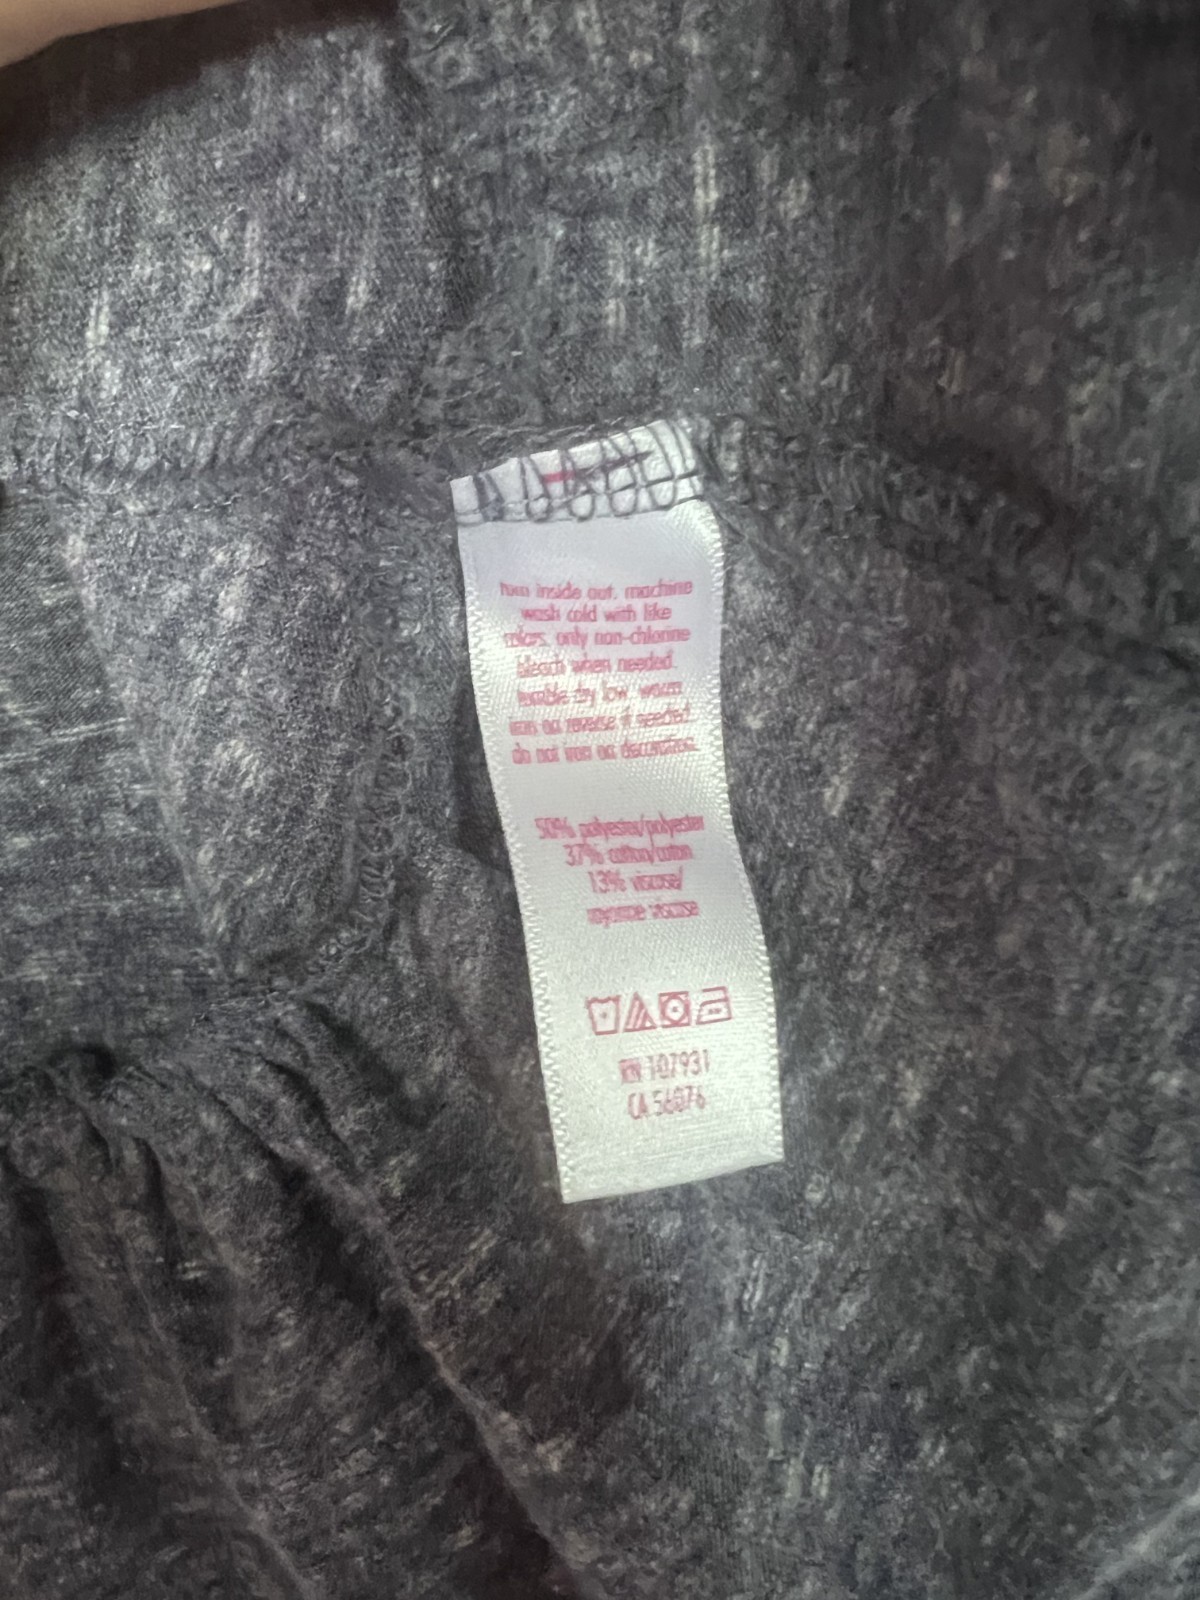 turn inside out. machine
wash cold with like
colors. only non-chlorine
bleach when needed.
tumble dry low. warm
iron on reverse if needed.
do not iron on decoration.
50% polyester/polyester
37% cotton/coton
13% viscose/
rayonne viscose
RN 107931
CA 56076